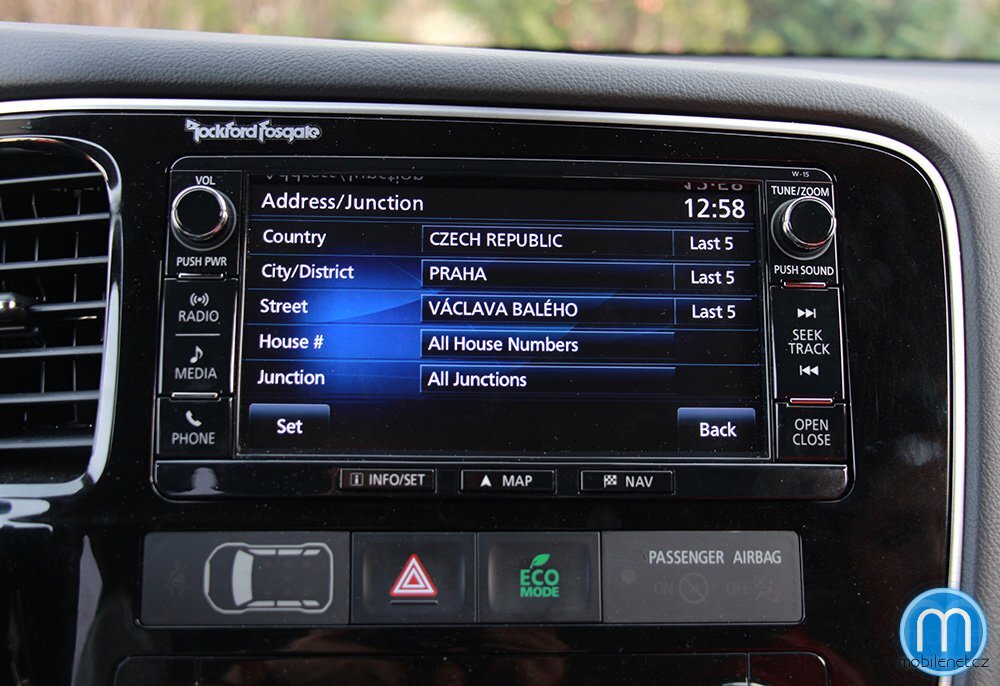 Rockford Fosgate
W-15
VOL
PUSH PWR
RADIO
MEDIA
PHONE
Address/Junction 12:58
Country CZECH REPUBLIC Last 5
City/District PRAHA Last 5
Street VÁCLAVA BALÉHO Last 5
House # All House Numbers
Junction All Junctions
Set Back
TUNE/ZOOM
PUSH SOUND
SEEK
TRACK
OPEN
CLOSE
INFO/SET MAP NAV
ECO
MODE
PASSENGER AIRBAG
ON OFF
m
mobilenet.cz